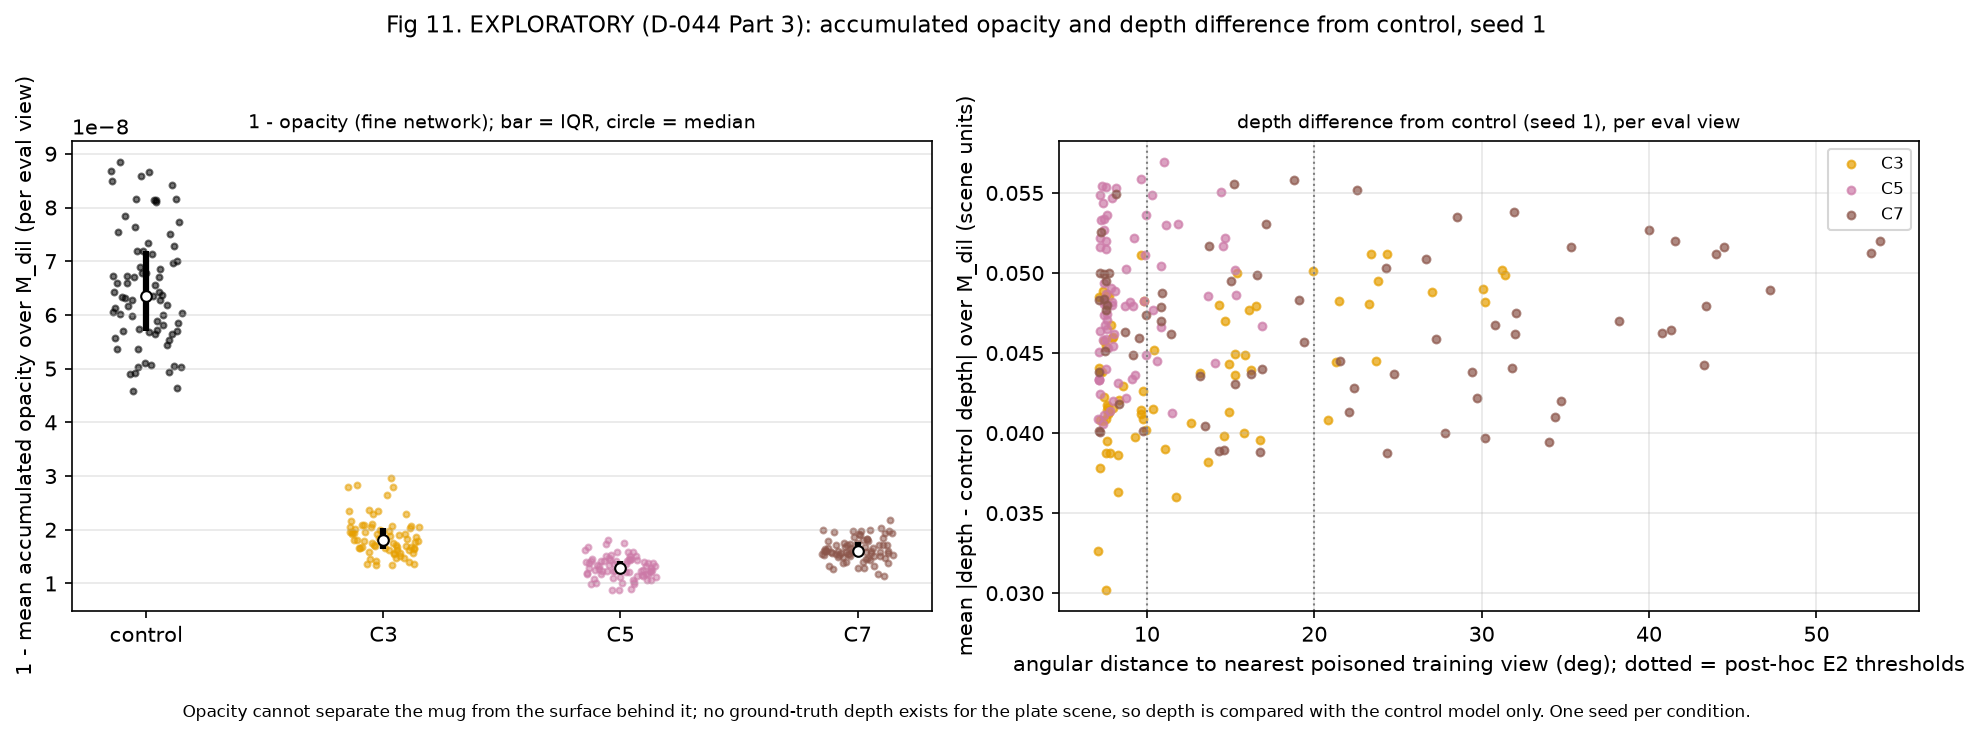 Fig 11. EXPLORATORY (D-044 Part 3): accumulated opacity and depth difference from control, seed 1
1 - opacity (fine network); bar = IQR, circle = median
1e−8
1 - mean accumulated opacity over M_dil (per eval view)
9
8
7
6
5
4
3
2
1
control
C3
C5
C7
depth difference from control (seed 1), per eval view
mean |depth - control depth| over M_dil (scene units)
0.055
0.050
0.045
0.040
0.035
0.030
C3
C5
C7
10
20
30
40
50
angular distance to nearest poisoned training view (deg); dotted = post-hoc E2 thresholds
Opacity cannot separate the mug from the surface behind it; no ground-truth depth exists for the plate scene, so depth is compared with the control model only. One seed per condition.